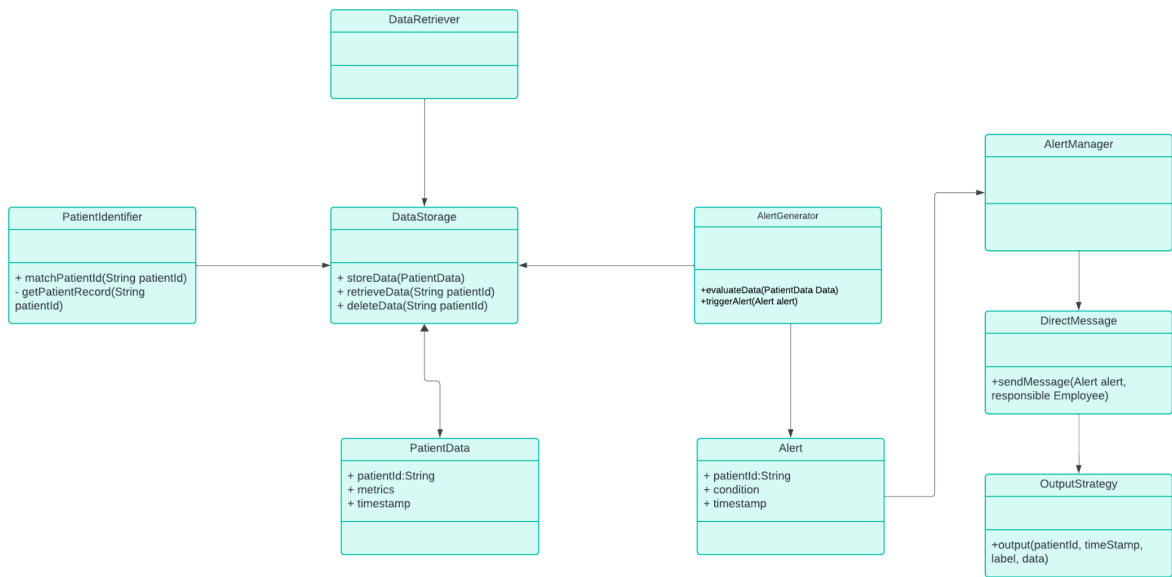 DataRetriever
AlertManager
PatientIdentifier
+ matchPatientId(String patientId)
- getPatientRecord(String
patientId)
DataStorage
+ storeData(PatientData)
+ retrieveData(String patientId)
+ deleteData(String patientId)
AlertGenerator
+evaluateData(PatientData Data)
+triggerAlert(Alert alert)
DirectMessage
+sendMessage(Alert alert,
responsible Employee)
PatientData
+ patientId:String
+ metrics
+ timestamp
Alert
+ patientId:String
+ condition
+ timestamp
OutputStrategy
+output(patientId, timeStamp,
label, data)